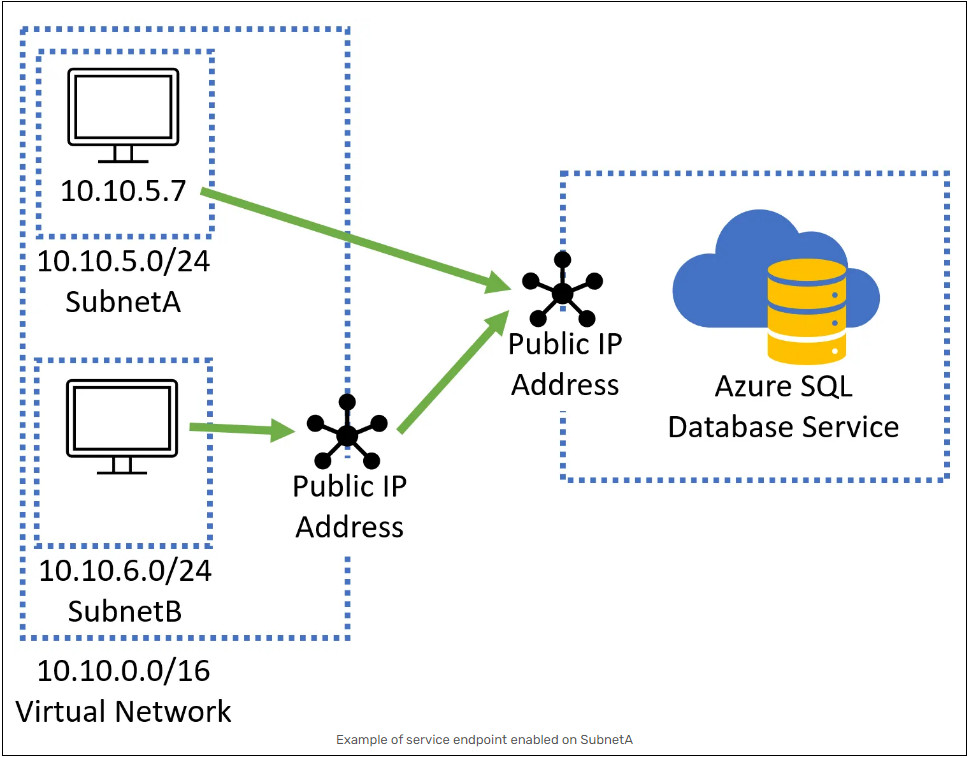 10.10.5.7
10.10.5.0/24
SubnetA
10.10.6.0/24
SubnetB
10.10.0.0/16
Virtual Network
Public IP
Address
Public IP
Address
Azure SQL
Database Service
Example of service endpoint enabled on SubnetA